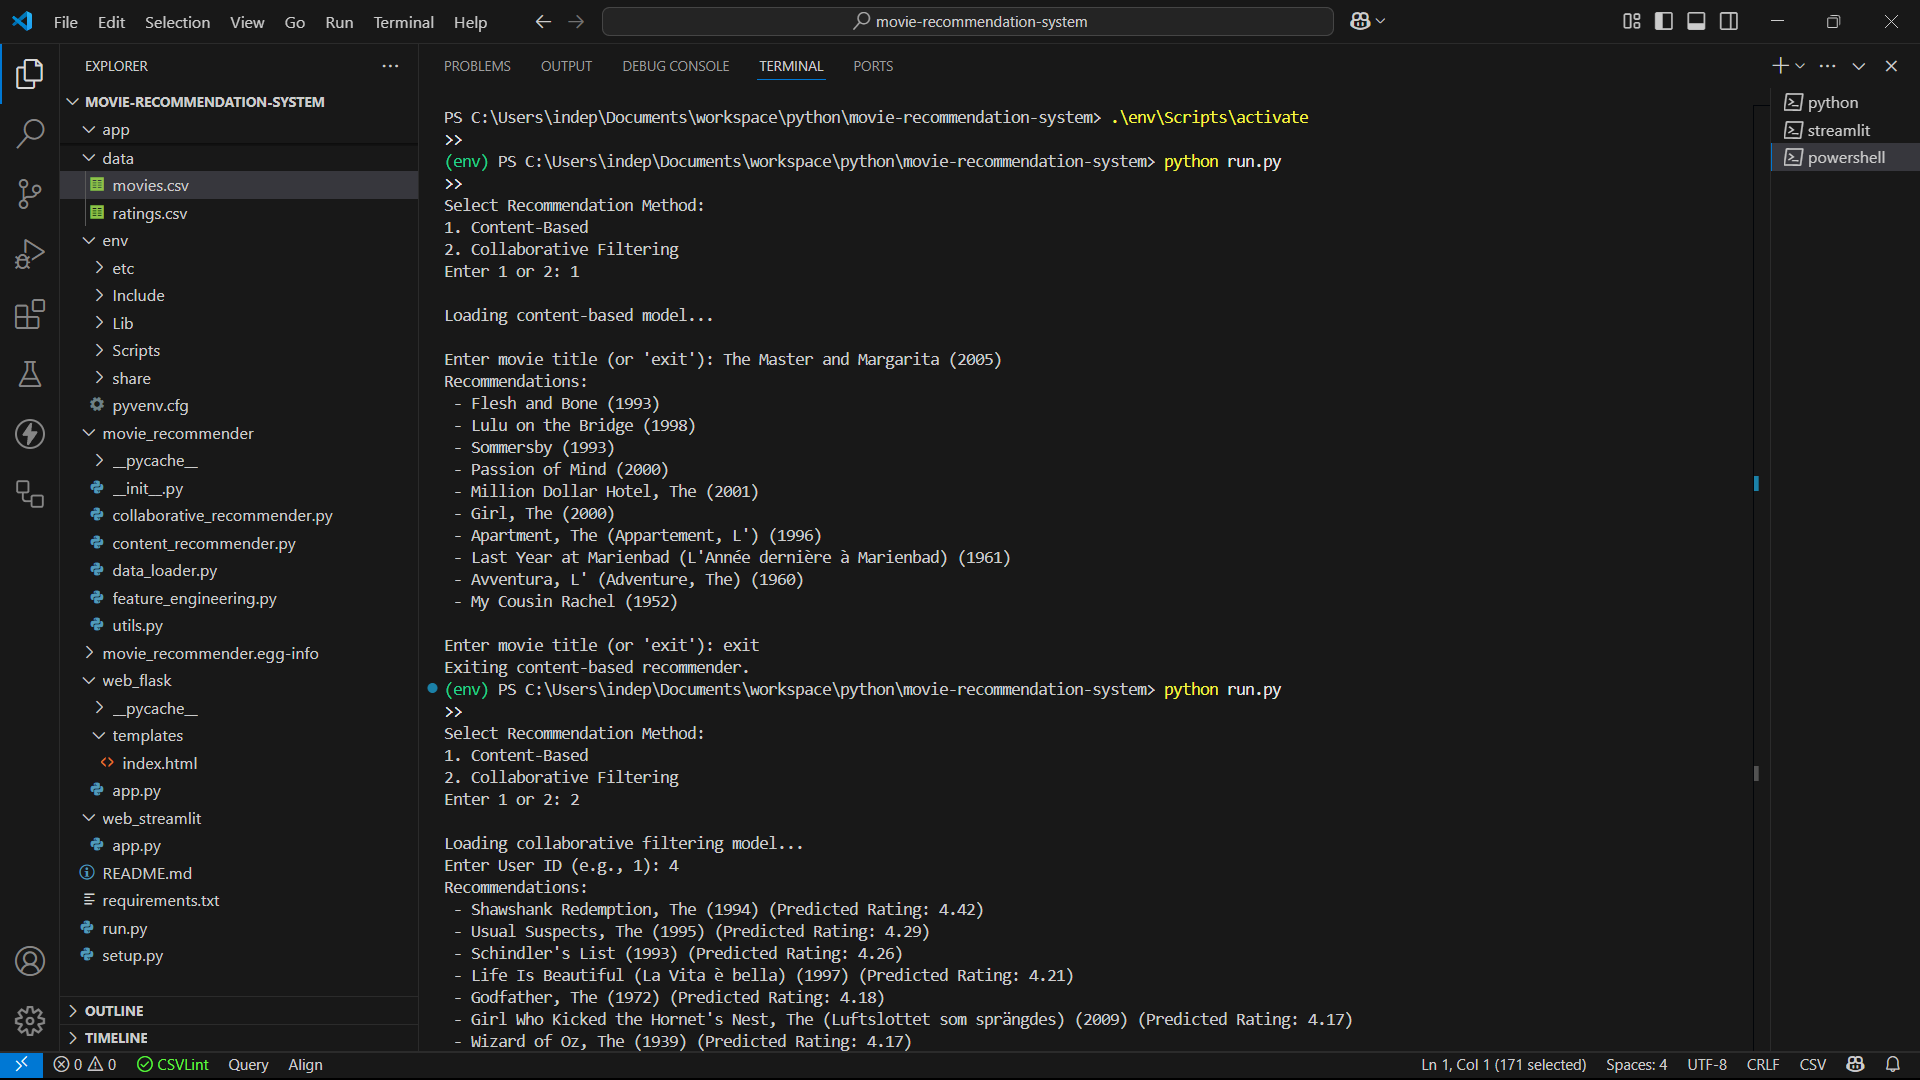 File Edit Selection View Go Run Terminal Help
movie-recommendation-system
EXPLORER
MOVIE-RECOMMENDATION-SYSTEM
app
data
movies.csv
ratings.csv
env
etc
Include
Lib
Scripts
share
pyvenv.cfg
movie_recommender
__pycache__
__init__.py
collaborative_recommender.py
content_recommender.py
data_loader.py
feature_engineering.py
utils.py
movie_recommender.egg-info
web_flask
__pycache__
templates
index.html
app.py
web_streamlit
app.py
README.md
requirements.txt
run.py
setup.py
OUTLINE
TIMELINE
PROBLEMS OUTPUT DEBUG CONSOLE TERMINAL PORTS
PS C:\Users\indep\Documents\workspace\python\movie-recommendation-system> .\env\Scripts\activate
>>
(env) PS C:\Users\indep\Documents\workspace\python\movie-recommendation-system> python run.py
>>
Select Recommendation Method:
1. Content-Based
2. Collaborative Filtering
Enter 1 or 2: 1
Loading content-based model...
Enter movie title (or 'exit'): The Master and Margarita (2005)
Recommendations:
- Flesh and Bone (1993)
- Lulu on the Bridge (1998)
- Sommersby (1993)
- Passion of Mind (2000)
- Million Dollar Hotel, The (2001)
- Girl, The (2000)
- Apartment, The (Appartement, L') (1996)
- Last Year at Marienbad (L'Année dernière à Marienbad) (1961)
- Avventura, L' (Adventure, The) (1960)
- My Cousin Rachel (1952)
Enter movie title (or 'exit'): exit
Exiting content-based recommender.
(env) PS C:\Users\indep\Documents\workspace\python\movie-recommendation-system> python run.py
>>
Select Recommendation Method:
1. Content-Based
2. Collaborative Filtering
Enter 1 or 2: 2
Loading collaborative filtering model...
Enter User ID (e.g., 1): 4
Recommendations:
- Shawshank Redemption, The (1994) (Predicted Rating: 4.42)
- Usual Suspects, The (1995) (Predicted Rating: 4.29)
- Schindler's List (1993) (Predicted Rating: 4.26)
- Life Is Beautiful (La Vita è bella) (1997) (Predicted Rating: 4.21)
- Godfather, The (1972) (Predicted Rating: 4.18)
- Girl Who Kicked the Hornet's Nest, The (Luftslottet som sprängdes) (2009) (Predicted Rating: 4.17)
- Wizard of Oz, The (1939) (Predicted Rating: 4.17)
python
streamlit
powershell
0 0 CSVLint Query Align
Ln 1, Col 1 (171 selected) Spaces: 4 UTF-8 CRLF CSV